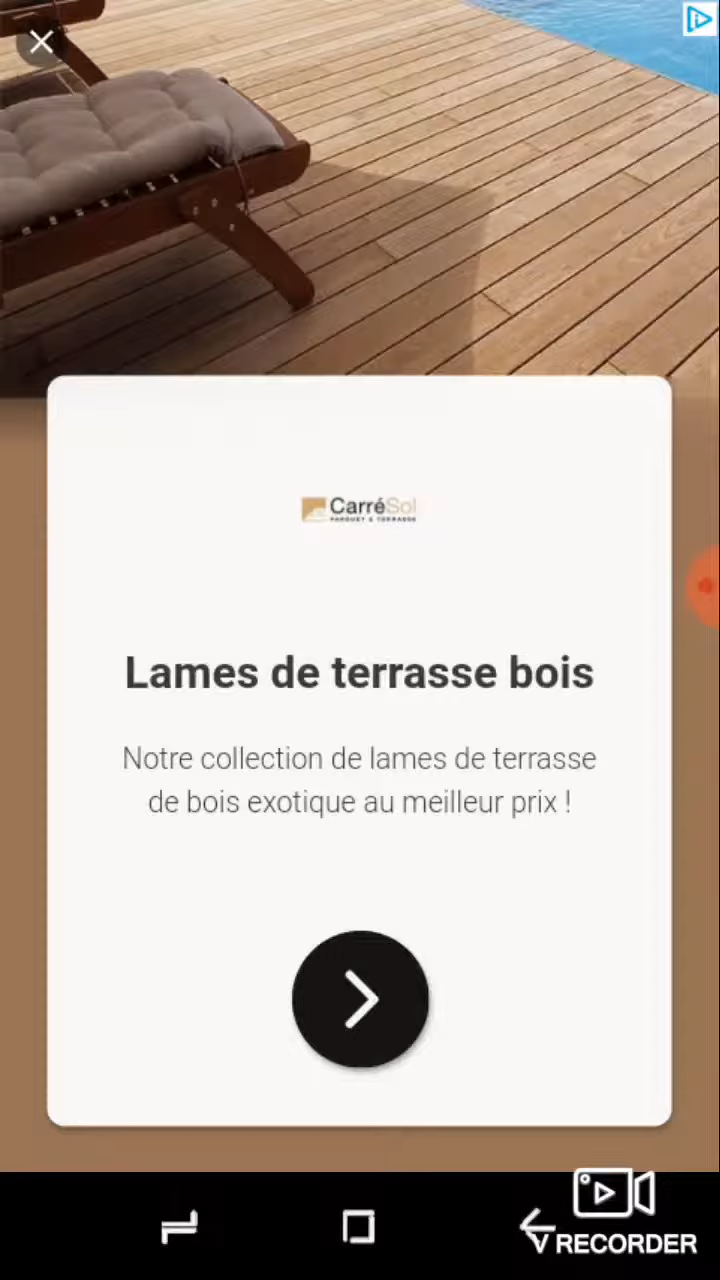 CarréSol
PARQUET & TERRASSE
Lames de terrasse bois
Notre collection de lames de terrasse
de bois exotique au meilleur prix !
V RECORDER